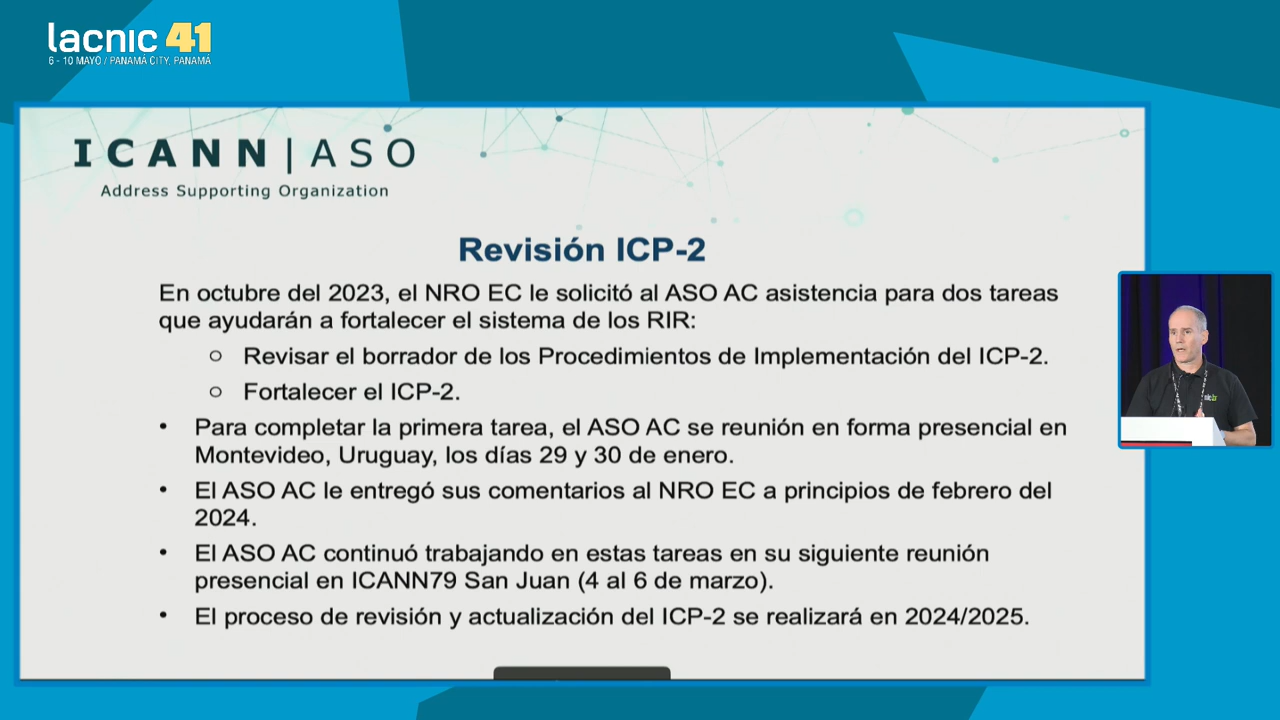 lacnic 41
6 - 10 MAYO / PANAMÁ CITY, PANAMÁ
ICANN | ASO
Address Supporting Organization
Revisión ICP-2
En octubre del 2023, el NRO EC le solicitó al ASO AC asistencia para dos tareas
que ayudarán a fortalecer el sistema de los RIR:
○ Revisar el borrador de los Procedimientos de Implementación del ICP-2.
○ Fortalecer el ICP-2.
• Para completar la primera tarea, el ASO AC se reunión en forma presencial en
Montevideo, Uruguay, los días 29 y 30 de enero.
• El ASO AC le entregó sus comentarios al NRO EC a principios de febrero del
2024.
• El ASO AC continuó trabajando en estas tareas en su siguiente reunión
presencial en ICANN79 San Juan (4 al 6 de marzo).
• El proceso de revisión y actualización del ICP-2 se realizará en 2024/2025.